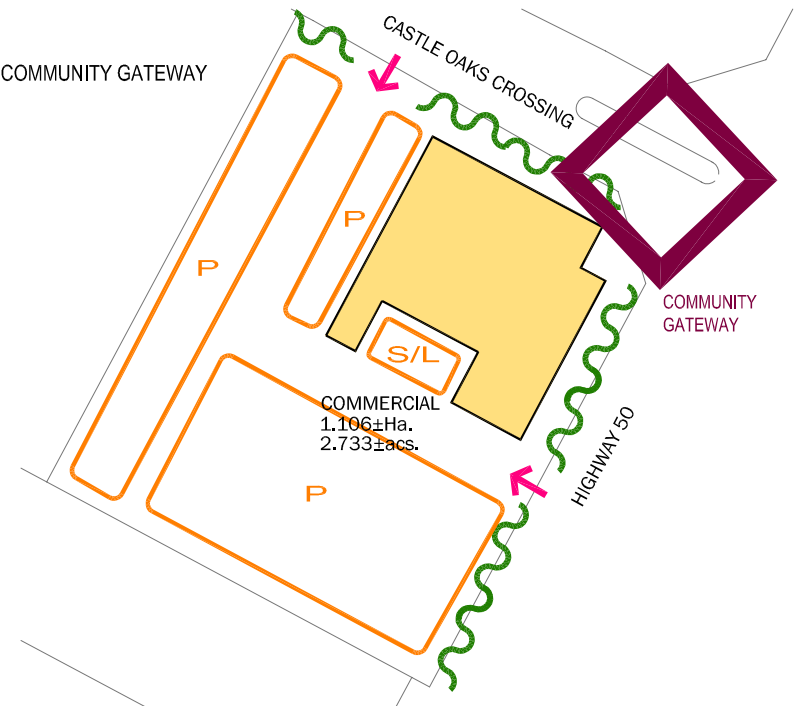 CASTLE OAKS CROSSING
COMMUNITY GATEWAY
P
P
COMMUNITY
GATEWAY
S/L
COMMERCIAL
1.106±Ha.
2.733±acs.
HIGHWAY 50
P